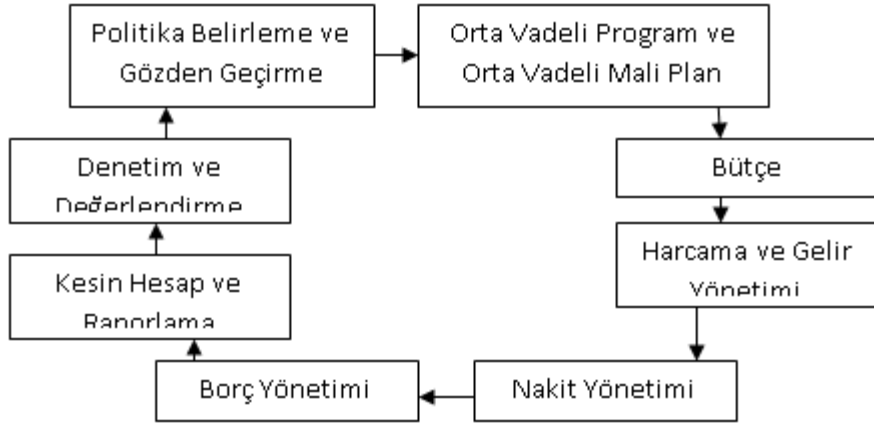 Politika Belirleme ve
Gözden Geçirme
Orta Vadeli Program ve
Orta Vadeli Mali Plan
Bütçe
Harcama ve Gelir
Yönetimi
Nakit Yönetimi
Borç Yönetimi
Kesin Hesap ve
Raporlama
Denetim ve
Değerlendirme